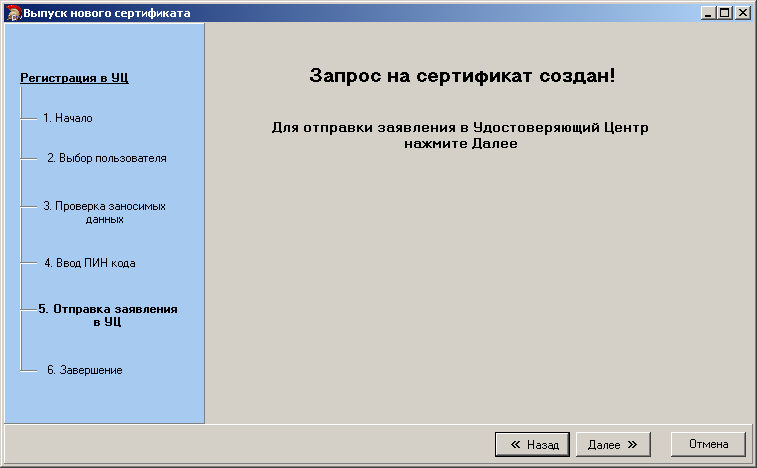 Выпуск нового сертификата
Регистрация в УЦ
1. Начало
2. Выбор пользователя
3. Проверка заносимых
данных
4. Ввод ПИН кода
5. Отправка заявления
в УЦ
6. Завершение
Запрос на сертификат создан!
Для отправки заявления в Удостоверяющий Центр
нажмите Далее
« Назад
Далее »
Отмена